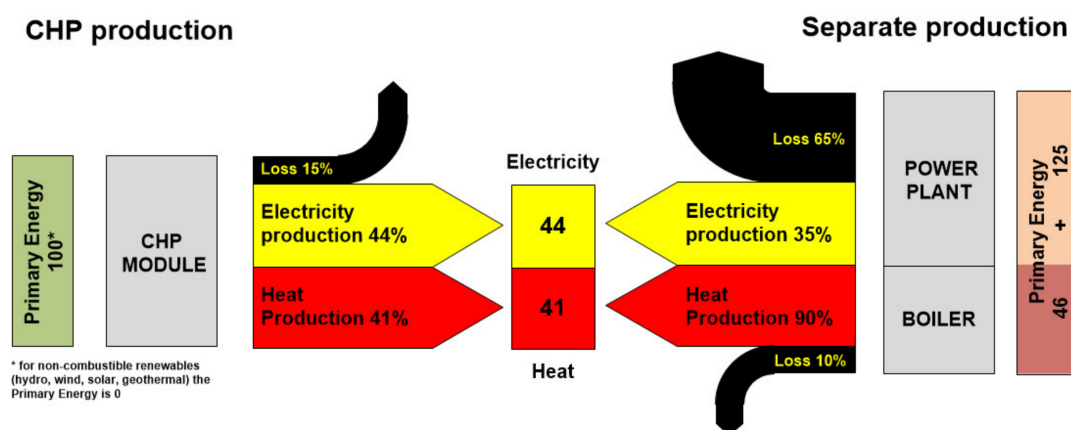 CHP production
Separate production
Primary Energy
100*
CHP
MODULE
Loss 15%
Electricity
production 44%
Heat
Production 41%
Electricity
44
41
Heat
Loss 65%
Electricity
production 35%
Heat
Production 90%
Loss 10%
POWER
PLANT
BOILER
Primary Energy
46 + 125
* for non-combustible renewables
(hydro, wind, solar, geothermal) the
Primary Energy is 0